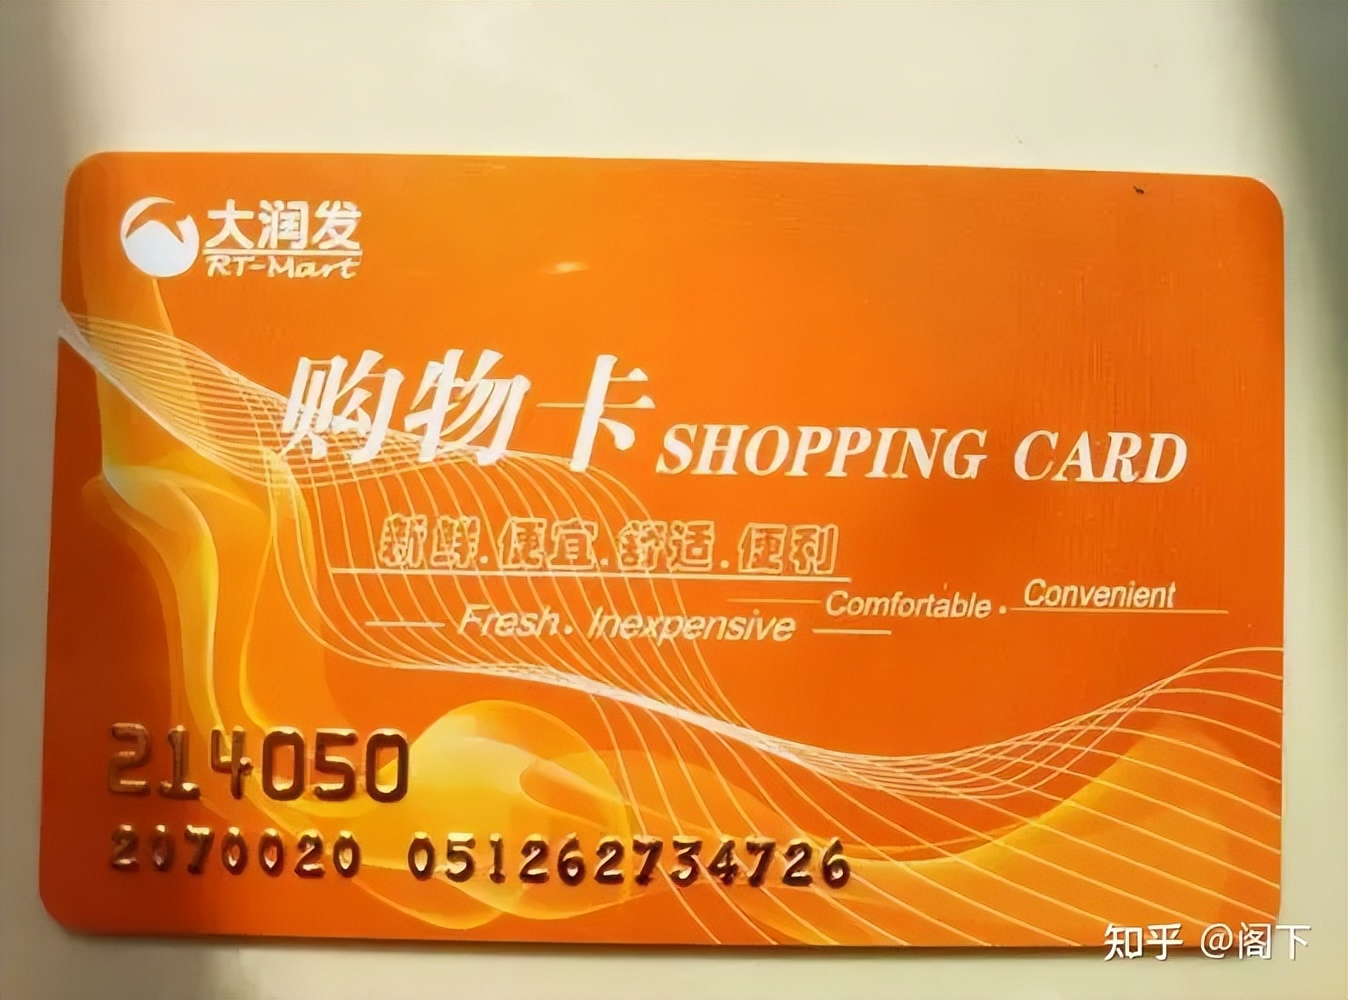 大润发
RT-Mart
购物卡 SHOPPING CARD
新鲜.便宜.舒适.便利
Fresh. Inexpensive Comfortable. Convenient
214050
2070020 051262734726
知乎 @阁下